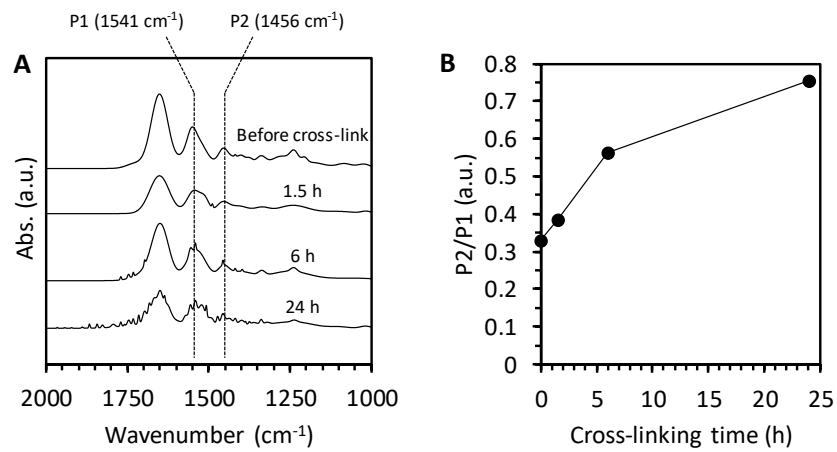 P1 (1541 cm⁻¹) P2 (1456 cm⁻¹)
A
Before cross-link
1.5 h
6 h
24 h
Abs. (a.u.)
2000 1750 1500 1250 1000
Wavenumber (cm⁻¹)
B
0.8
0.7
0.6
0.5
0.4
0.3
0.2
0.1
0
P2/P1 (a.u.)
0 5 10 15 20 25
Cross-linking time (h)